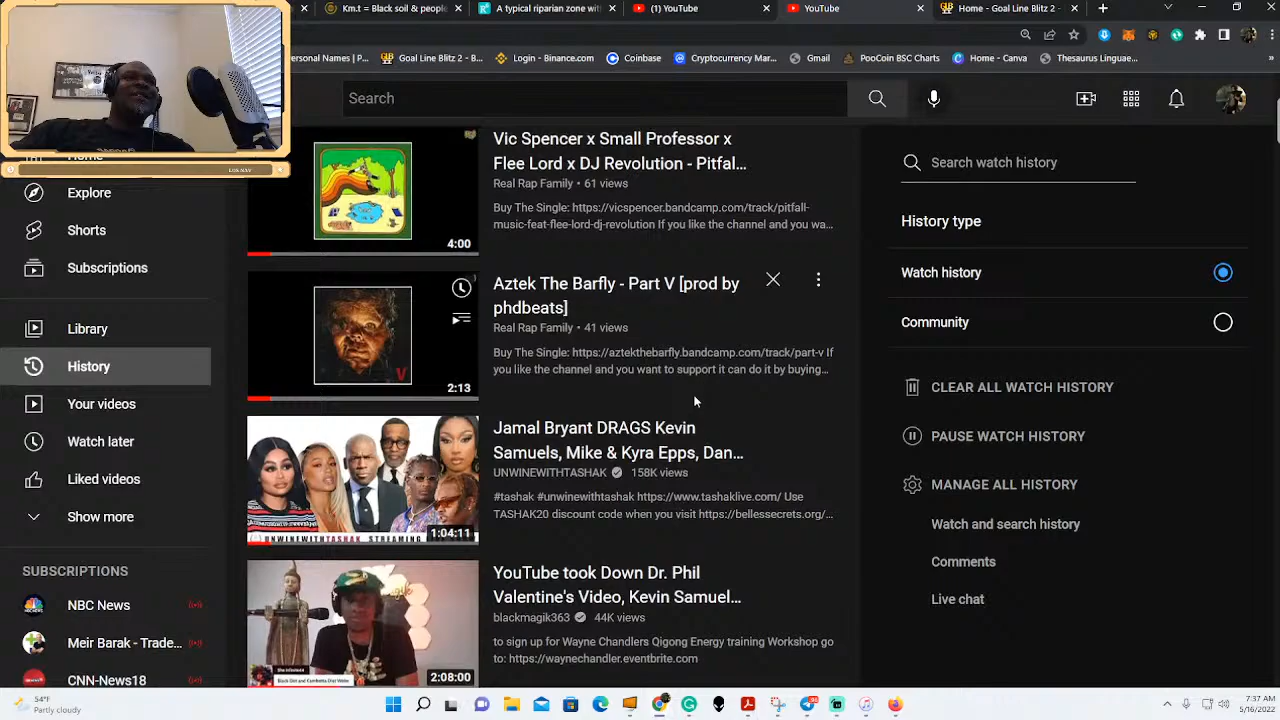 Km.t = Black soil & people
A typical riparian zone with
(1) YouTube
YouTube
Home - Goal Line Blitz 2 -
ersonal Names | P...
Goal Line Blitz 2 - B...
Login - Binance.com
Coinbase
Cryptocurrency Mar...
Gmail
PooCoin BSC Charts
Home - Canva
Thesaurus Linguae...
Search
LOS NAV
Home
Explore
Shorts
Subscriptions
Library
History
Your videos
Watch later
Liked videos
Show more
SUBSCRIPTIONS
NBC News
Meir Barak - Trade...
CNN-News18
Vic Spencer x Small Professor x
Flee Lord x DJ Revolution - Pitfal...
Real Rap Family • 61 views
Buy The Single: https://vicspencer.bandcamp.com/track/pitfall-
music-feat-flee-lord-dj-revolution If you like the channel and you wa...
4:00
Aztek The Barfly - Part V [prod by
phdbeats]
Real Rap Family • 41 views
Buy The Single: https://aztekthebarfly.bandcamp.com/track/part-v If
you like the channel and you want to support it can do it by buying...
V
2:13
Jamal Bryant DRAGS Kevin
Samuels, Mike & Kyra Epps, Dan...
UNWINEWITHTASHAK 158K views
#tashak #unwinewithtashak https://www.tashaklive.com/ Use
TASHAK20 discount code when you visit https://jellessecrets.org/...
UNWINEWITHTASHAK STREAMING
1:04:11
YouTube took Down Dr. Phil
Valentine's Video, Kevin Samuel...
blackmagik363 44K views
to sign up for Wayne Chandlers Qigong Energy training Workshop go
to: https://waynechandler.eventbrite.com
2:08:00
Search watch history
History type
Watch history
Community
CLEAR ALL WATCH HISTORY
PAUSE WATCH HISTORY
MANAGE ALL HISTORY
Watch and search history
Comments
Live chat
54°F
Partly cloudy
7:37 AM
5/16/2022